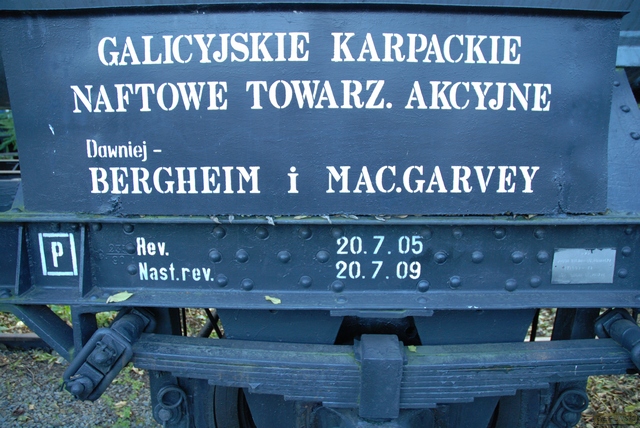 GALICYJSKIE KARPACKIE
NAFTOWE TOWARZ. AKCYJNE
Dawniej -
BERGHEIM i MAC.GARVEY
P
Rev. 20.7.05
Nast.rev. 20.7.09